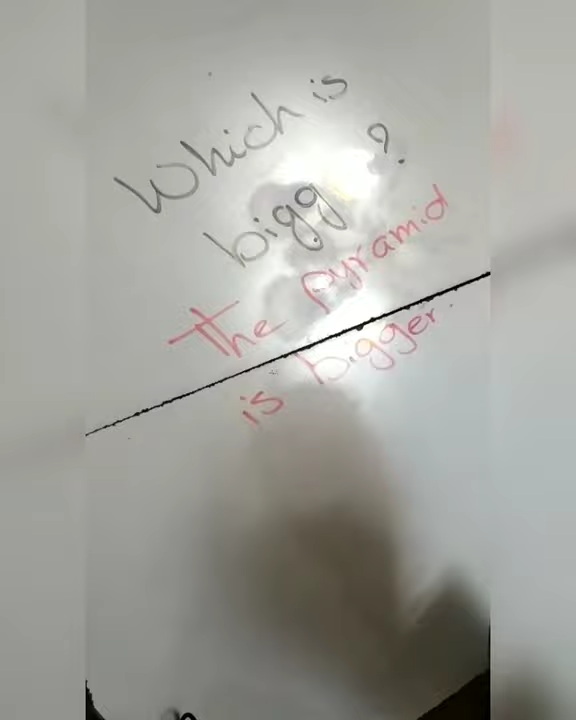 Which is
bigg ?
The pyramid
is bigger.